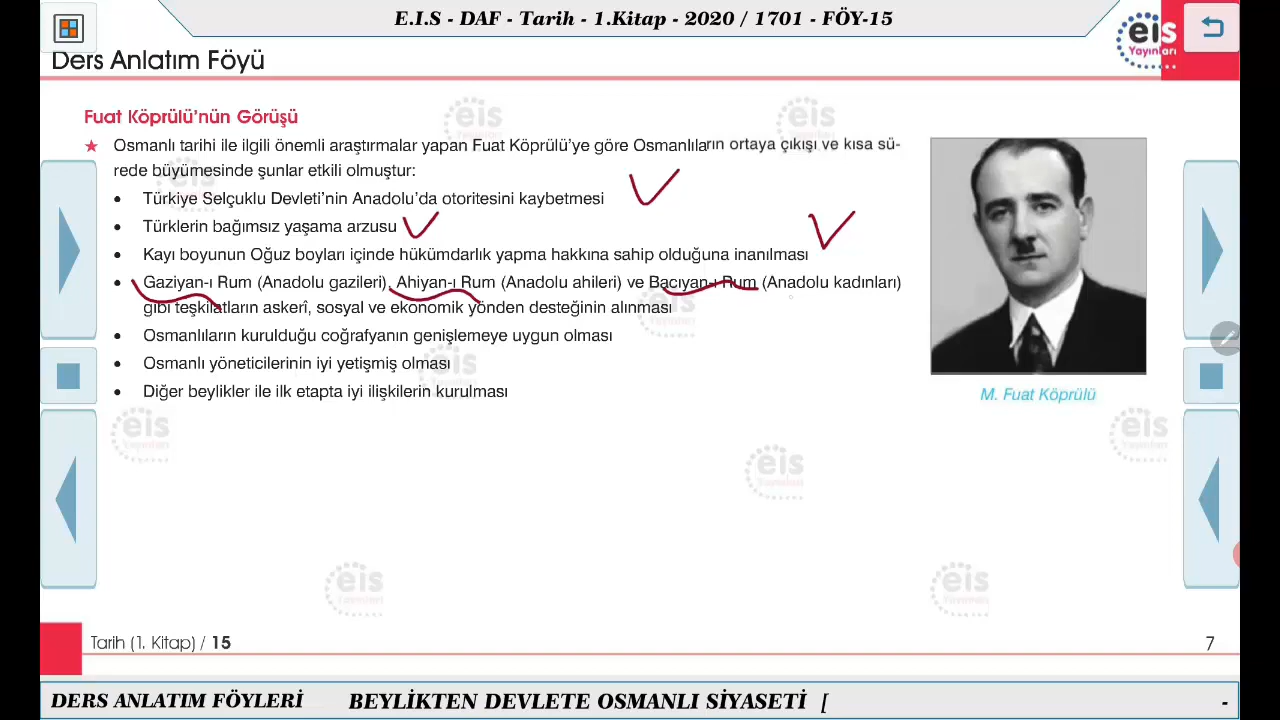 E.I.S - DAF - Tarih - 1.Kitap - 2020 / 1701 - FÖY-15
eis
Yayınları
Ders Anlatım Föyü
Fuat Köprülü'nün Görüşü
★ Osmanlı tarihi ile ilgili önemli araştırmalar yapan Fuat Köprülü'ye göre Osmanlıların ortaya çıkışı ve kısa sü-
rede büyümesinde şunlar etkili olmuştur:
• Türkiye Selçuklu Devleti'nin Anadolu'da otoritesini kaybetmesi
• Türklerin bağımsız yaşama arzusu
• Kayı boyunun Oğuz boyları içinde hükümdarlık yapma hakkına sahip olduğuna inanılması
• Gaziyan-ı Rum (Anadolu gazileri), Ahiyan-ı Rum (Anadolu ahileri) ve Bacıyan-ı Rum (Anadolu kadınları)
gibi teşkilatların askerî, sosyal ve ekonomik yönden desteğinin alınması
• Osmanlıların kurulduğu coğrafyanın genişlemeye uygun olması
• Osmanlı yöneticilerinin iyi yetişmiş olması
• Diğer beylikler ile ilk etapta iyi ilişkilerin kurulması
M. Fuat Köprülü
Tarih (1. Kitap) / 15
7
DERS ANLATIM FÖYLERİ BEYLİKTEN DEVLETE OSMANLI SİYASETİ [ -